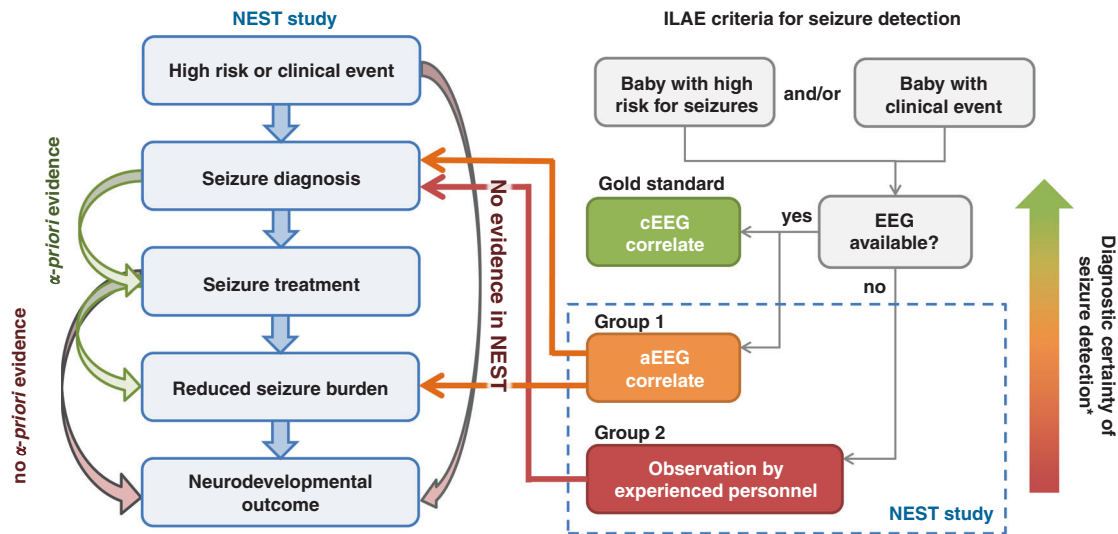 NEST study
High risk or clinical event
Seizure diagnosis
Seizure treatment
Reduced seizure burden
Neurodevelopmental
outcome
α-priori evidence
no α-priori evidence
No evidence in NEST
ILAE criteria for seizure detection
Baby with high
risk for seizures
and/or
Baby with
clinical event
Gold standard
cEEG
correlate
yes
EEG
available?
no
Group 1
aEEG
correlate
Group 2
Observation by
experienced personnel
NEST study
Diagnostic certainty of
seizure detection*